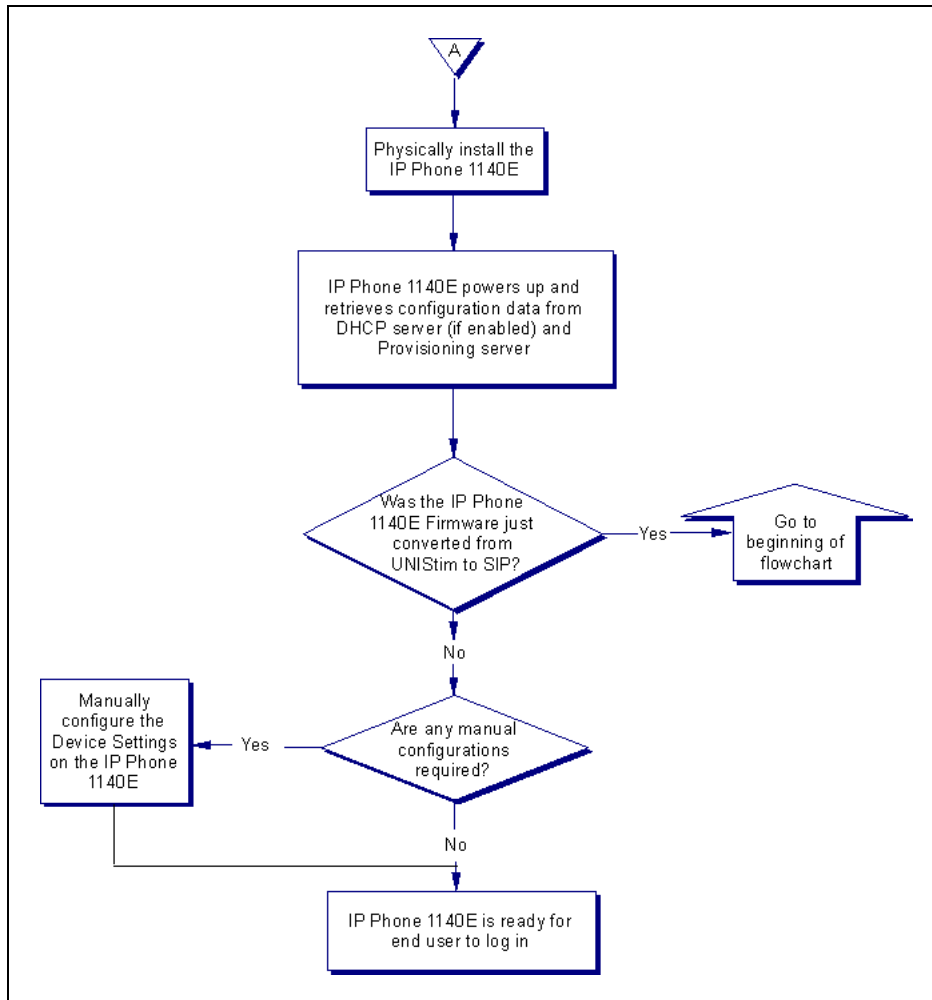 A
Physically install the
IP Phone 1140E
IP Phone 1140E powers up and
retrieves configuration data from
DHCP server (if enabled) and
Provisioning server
Was the IP Phone
1140E Firmware just
converted from
UNIStim to SIP?
Yes
Go to
beginning of
flowchart
No
Are any manual
configurations
required?
Yes
Manually
configure the
Device Settings
on the IP Phone
1140E
No
IP Phone 1140E is ready for
end user to log in